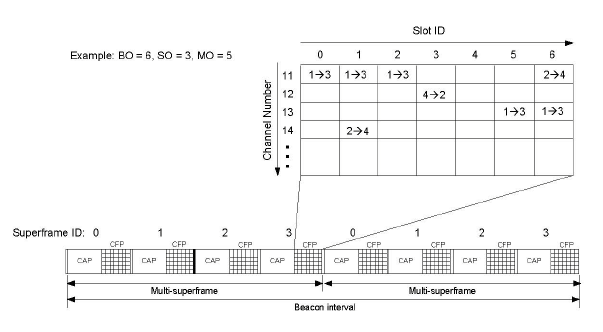 Slot ID
Example: BO = 6, SO = 3, MO = 5
0 1 2 3 4 5 6
11 1→3 1→3 1→3 2→4
12 4→2
13 1→3 1→3
14 2→4
Channel Number
Superframe ID: 0 1 2 3 0 1 2 3
CFP CFP CFP CFP CFP CFP CFP CFP
CAP CAP CAP CAP CAP CAP CAP CAP
Multi-superframe Multi-superframe
Beacon interval